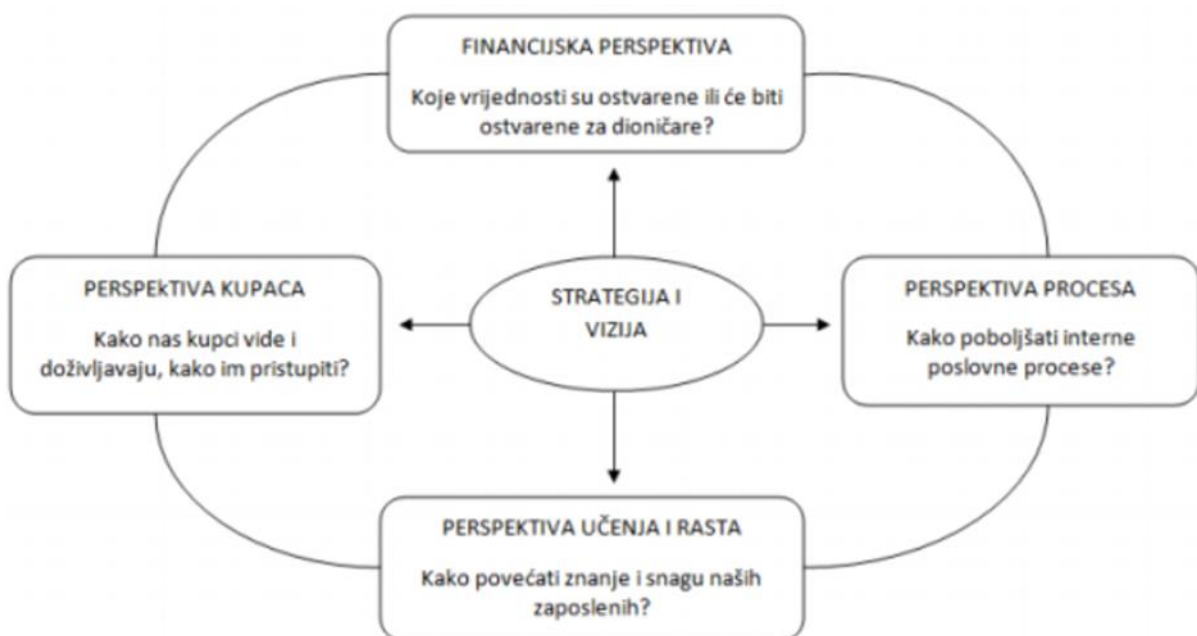 FINANCIJSKA PERSPEKTIVA
Koje vrijednosti su ostvarene ili će biti
ostvarene za dioničare?
PERSPEkTIVA KUPACA
Kako nas kupci vide i
doživljavaju, kako im pristupiti?
STRATEGIJA I
VIZIJA
PERSPEKTIVA PROCESA
Kako poboljšati interne
poslovne procese?
PERSPEKTIVA UČENJA I RASTA
Kako povećati znanje i snagu naših
zaposlenih?